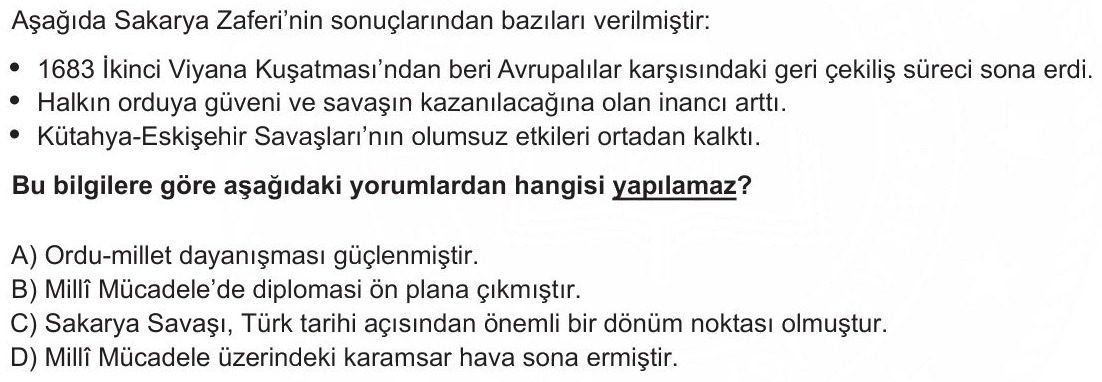 Aşağıda Sakarya Zaferi’nin sonuçlarından bazıları verilmiştir:
• 1683 İkinci Viyana Kuşatması’ndan beri Avrupalılar karşısındaki geri çekiliş süreci sona erdi.
• Halkın orduya güveni ve savaşın kazanılacağına olan inancı arttı.
• Kütahya-Eskişehir Savaşları’nın olumsuz etkileri ortadan kalktı.
Bu bilgilere göre aşağıdaki yorumlardan hangisi yapılamaz?
A) Ordu-millet dayanışması güçlenmiştir.
B) Millî Mücadele’de diplomasi ön plana çıkmıştır.
C) Sakarya Savaşı, Türk tarihi açısından önemli bir dönüm noktası olmuştur.
D) Millî Mücadele üzerindeki karamsar hava sona ermiştir.